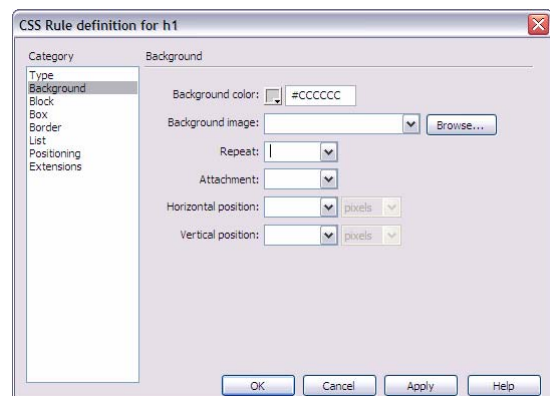 CSS Rule definition for h1
Category
Type
Background
Block
Box
Border
List
Positioning
Extensions
Background
Background color: #CCCCCC
Background image: Browse...
Repeat:
Attachment:
Horizontal position: pixels
Vertical position: pixels
OK Cancel Apply Help